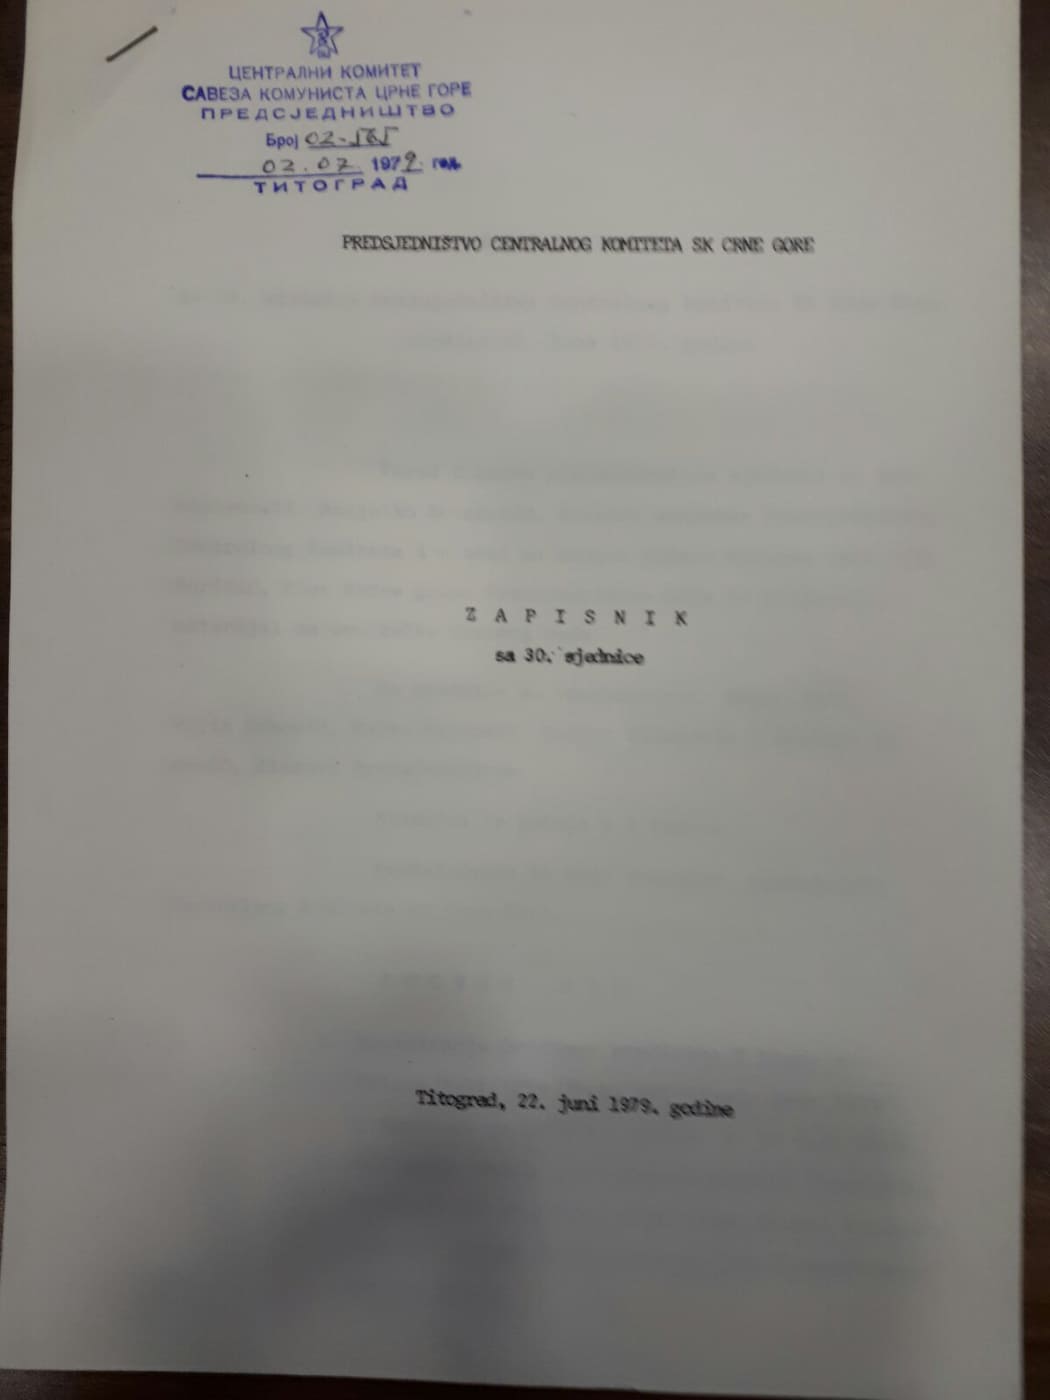 ЦЕНТРАЛНИ КОМИТЕТ
САВЕЗА КОМУНИСТА ЦРНЕ ГОРЕ
ПРЕДСЈЕДНИШТВО
Број 02-
02.07. 1979. год.
ТИТОГРАД
PREDSJEDNIŠTVO CENTRALNOG KOMITETA SK CRNE GORE
Z A P I S N I K
sa 30. sjednice
Titograd, 22. juni 1979. godine